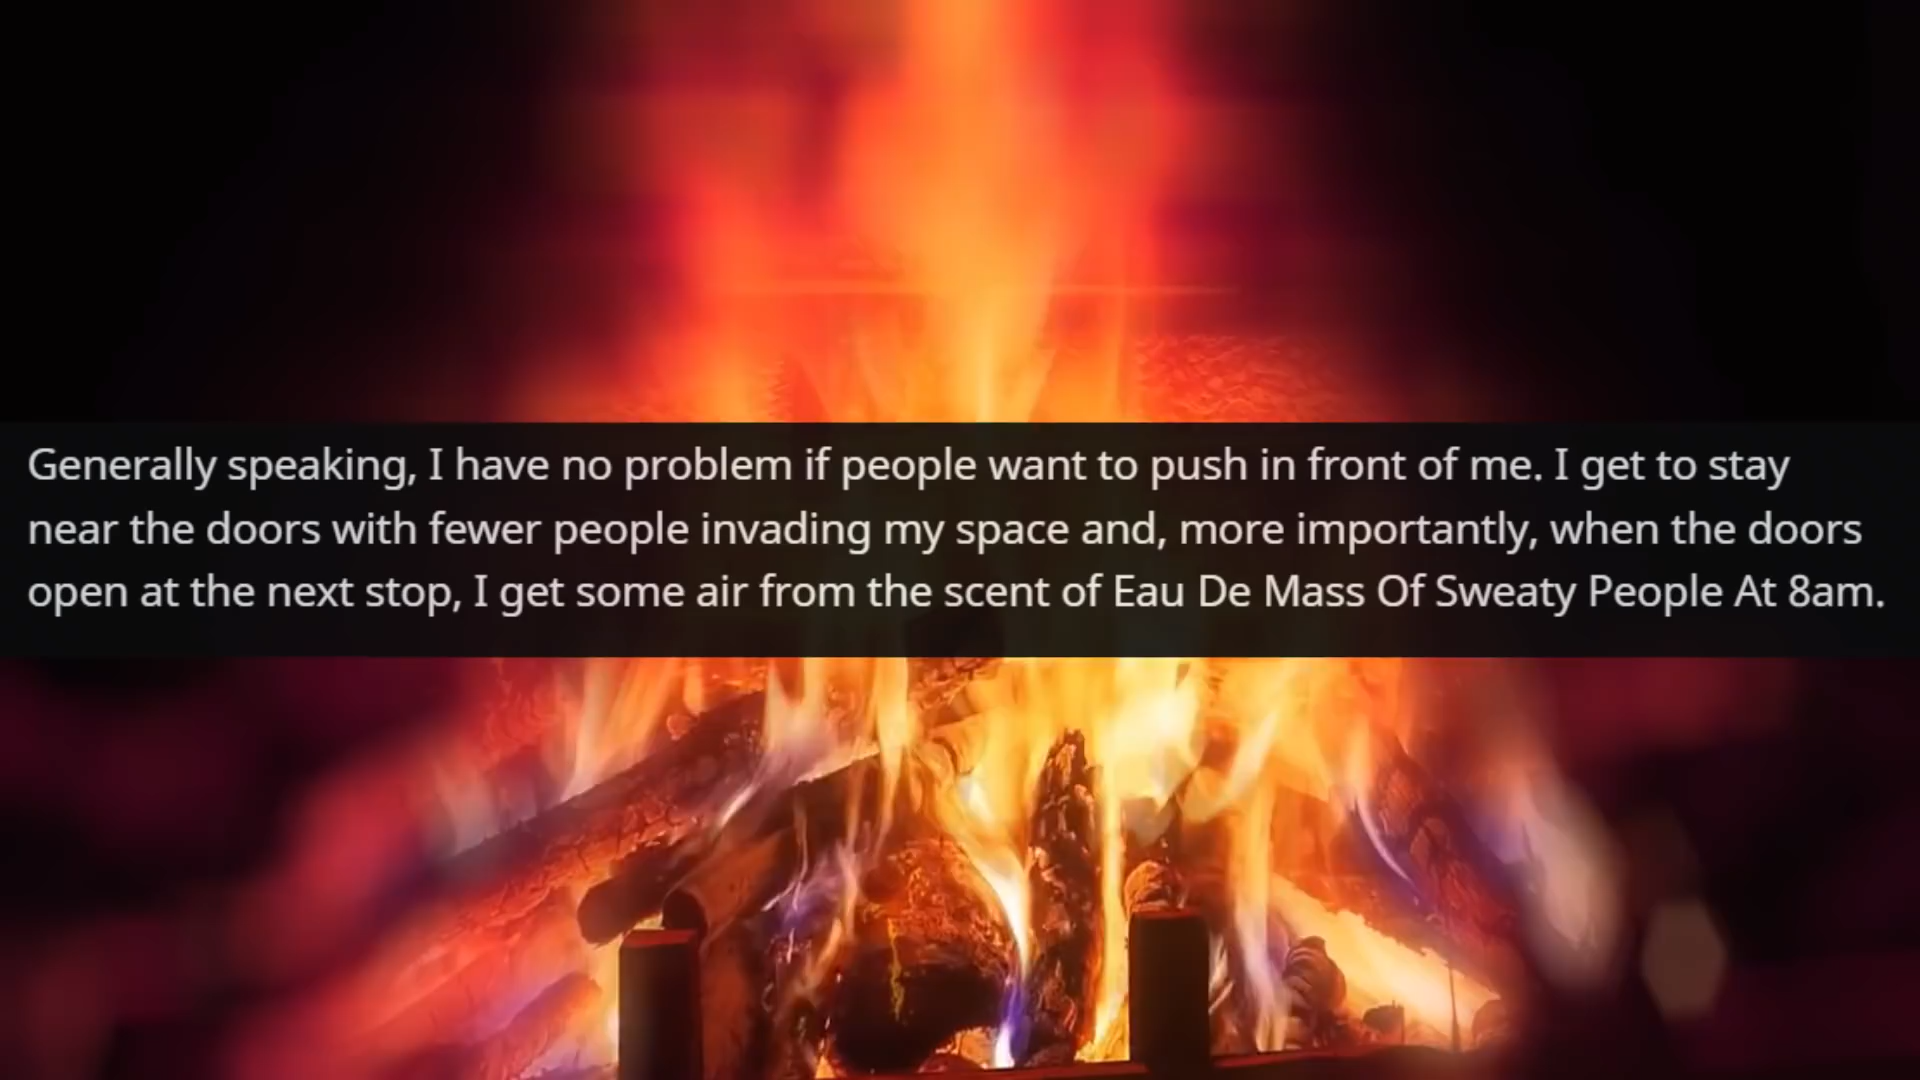 Generally speaking, I have no problem if people want to push in front of me. I get to stay
near the doors with fewer people invading my space and, more importantly, when the doors
open at the next stop, I get some air from the scent of Eau De Mass Of Sweaty People At 8am.